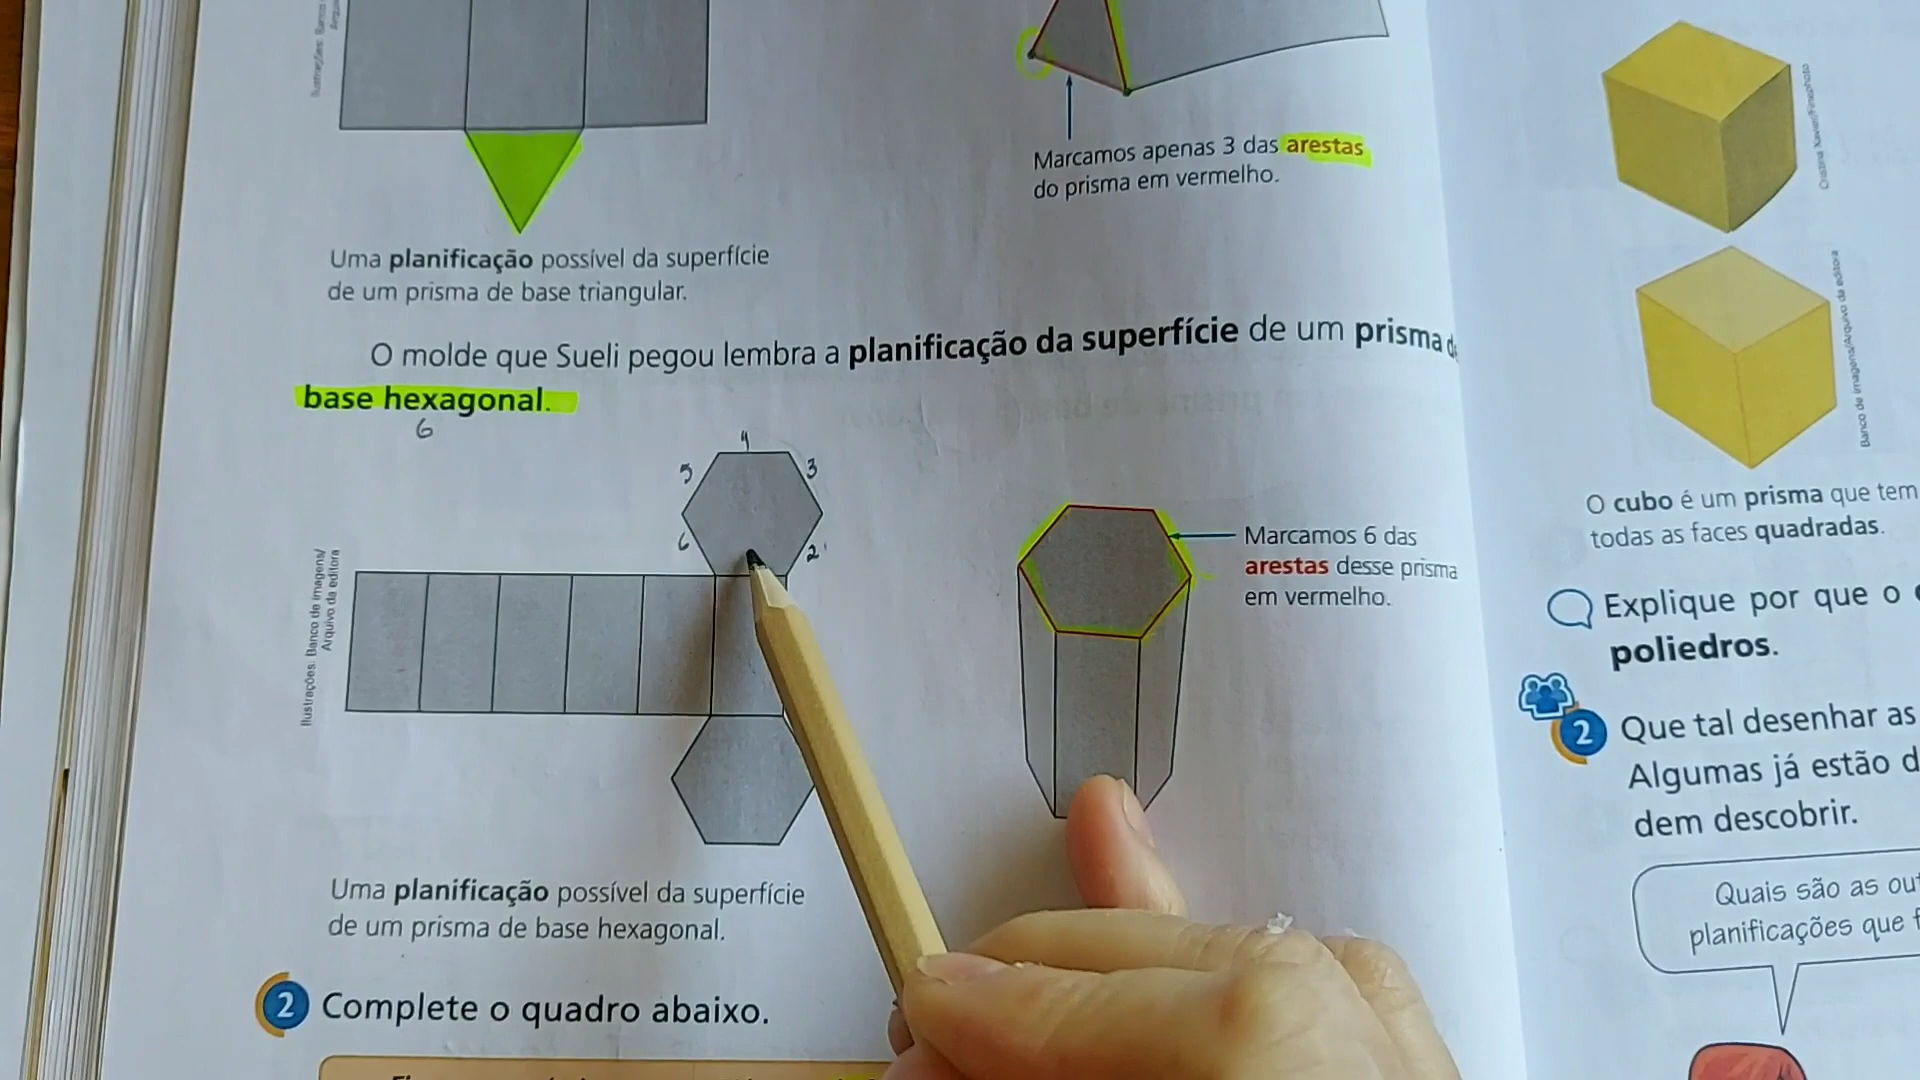 Marcamos apenas 3 das arestas
do prisma em vermelho.
Uma planificação possível da superfície
de um prisma de base triangular.
O molde que Sueli pegou lembra a planificação da superfície de um prisma
base hexagonal.
6
4
5
3
6
2
Ilustrações: Banco de imagens/
Arquivo da editora
Marcamos 6 das
arestas desse prisma
em vermelho.
Uma planificação possível da superfície
de um prisma de base hexagonal.
2 Complete o quadro abaixo.
Banco de imagens/Arquivo da editora
O cubo é um prisma que tem
todas as faces quadradas.
Explique por que o
poliedros.
2 Que tal desenhar as
Algumas já estão d
dem descobrir.
Quais são as ou
planificações que